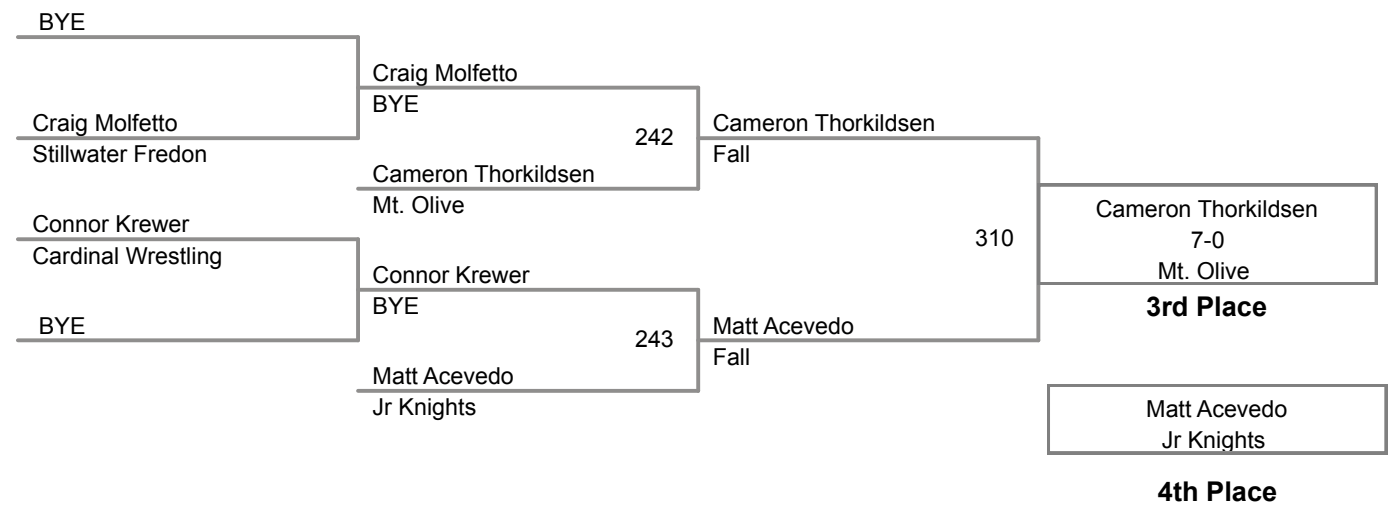 BYE
Craig Molfetto
Stillwater Fredon
Connor Krewer
Cardinal Wrestling
BYE
Craig Molfetto
BYE
242
Cameron Thorkildsen
Mt. Olive
Connor Krewer
BYE
243
Matt Acevedo
Jr Knights
Cameron Thorkildsen
Fall
310
Matt Acevedo
Fall
Cameron Thorkildsen
7-0
Mt. Olive
3rd Place
Matt Acevedo
Jr Knights
4th Place